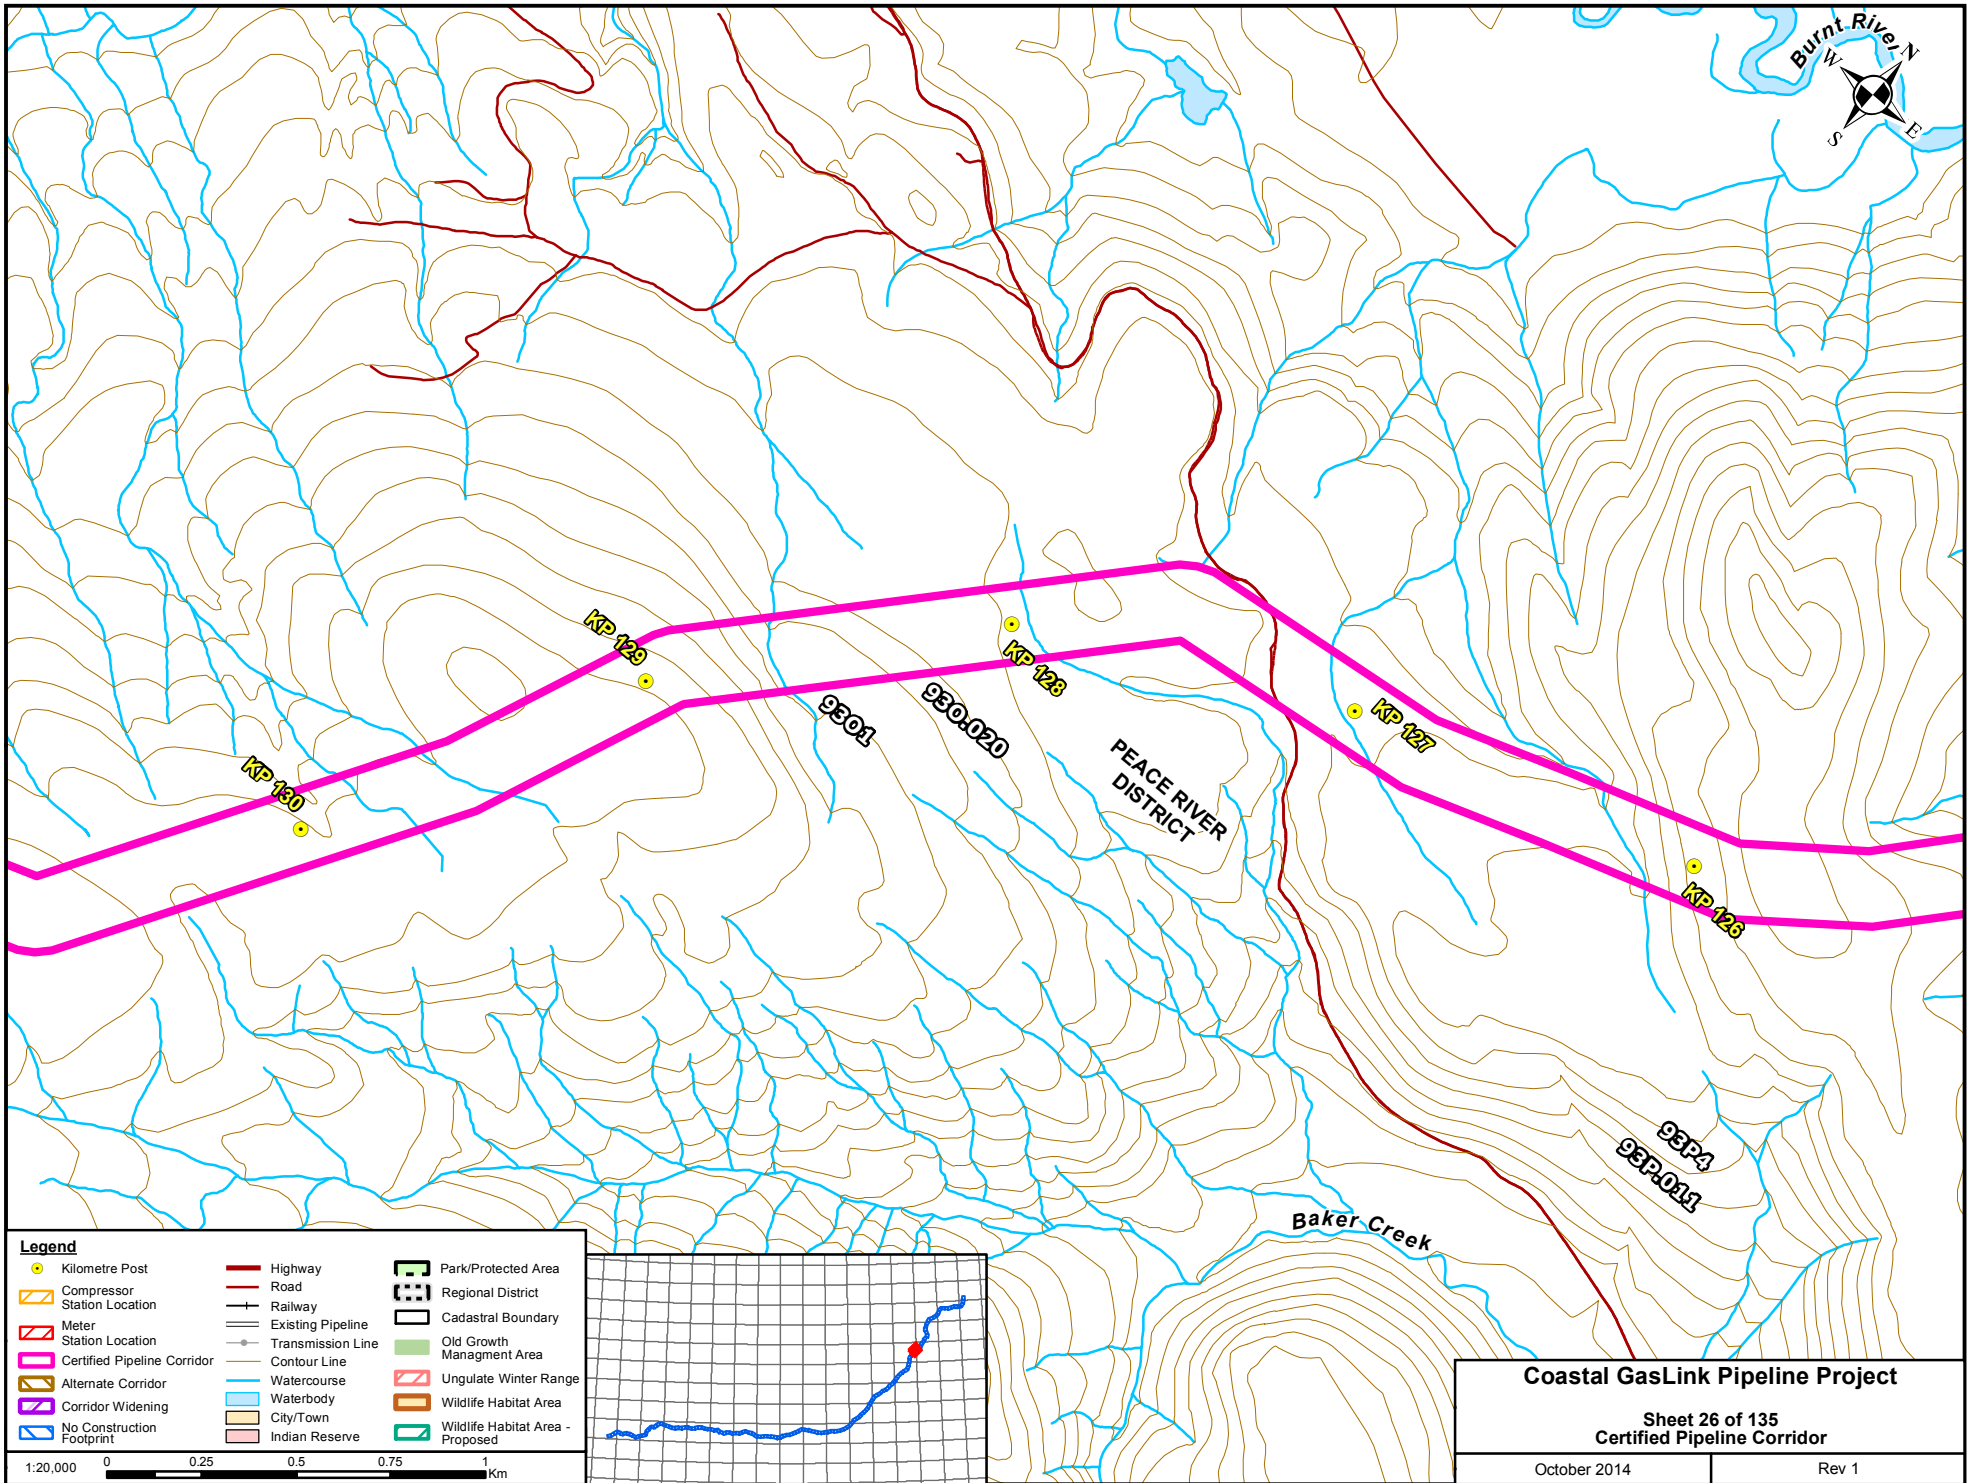 Burnt River
N
W
S
E
KP 129
KP 128
KP 127
KP 130
KP 126
93O1
93O.020
PEACE RIVER
DISTRICT
93P4
93P.011
Baker Creek
Legend
Kilometre Post
Compressor
Station Location
Meter
Station Location
Certified Pipeline Corridor
Alternate Corridor
Corridor Widening
No Construction
Footprint
Highway
Road
Railway
Existing Pipeline
Transmission Line
Contour Line
Watercourse
Waterbody
City/Town
Indian Reserve
Park/Protected Area
Regional District
Cadastral Boundary
Old Growth
Managment Area
Ungulate Winter Range
Wildlife Habitat Area
Wildlife Habitat Area -
Proposed
1:20,000
0 0.25 0.5 0.75 1
Km
Coastal GasLink Pipeline Project
Sheet 26 of 135
Certified Pipeline Corridor
October 2014
Rev 1